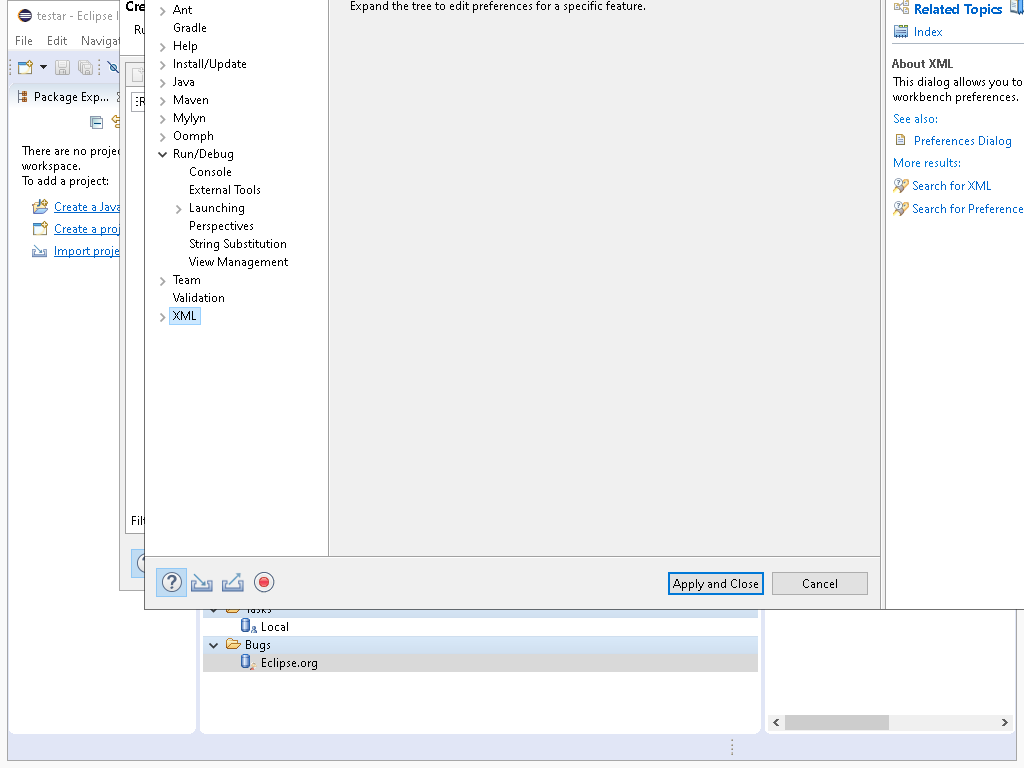 testar - Eclipse I
File Edit Navigat
Package Exp...
There are no proje
workspace.
To add a project:
Create a Java
Create a proj
Import proje
Cre
Ru
Filt
Ant
Gradle
Help
Install/Update
Java
Maven
Mylyn
Oomph
Run/Debug
Console
External Tools
Launching
Perspectives
String Substitution
View Management
Team
Validation
XML
Expand the tree to edit preferences for a specific feature.
Apply and Close
Cancel
Related Topics
Index
About XML
This dialog allows you to
workbench preferences.
See also:
Preferences Dialog
More results:
Search for XML
Search for Preference
Tasks
Local
Bugs
Eclipse.org